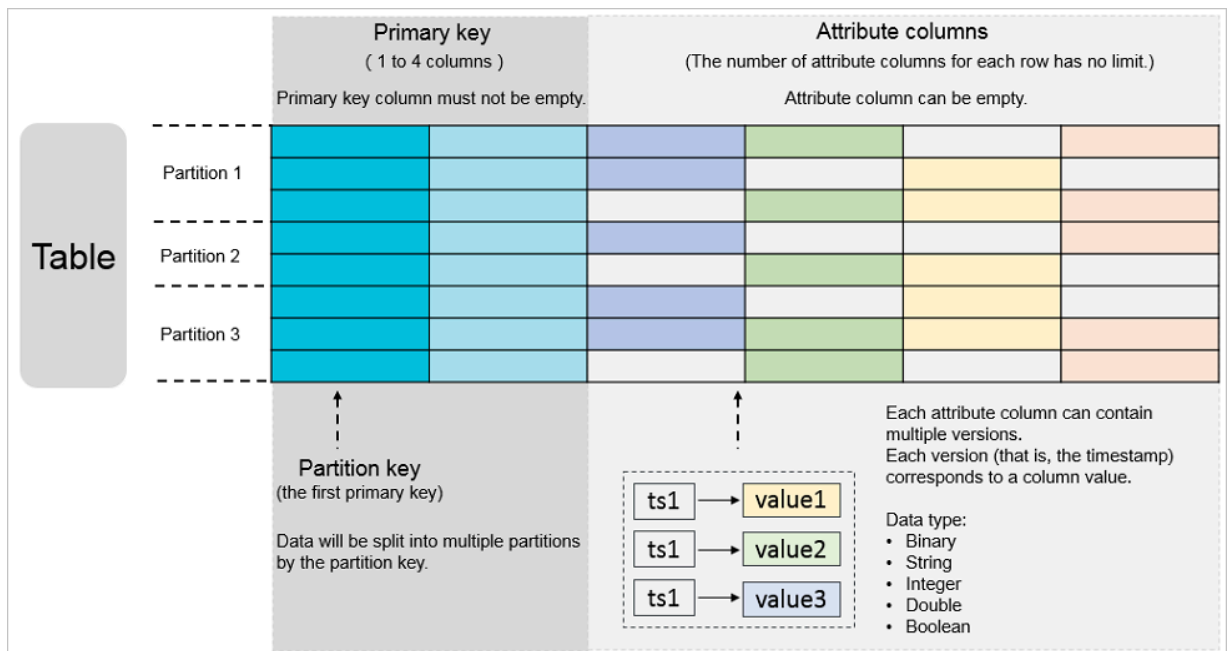 Primary key
( 1 to 4 columns )
Primary key column must not be empty.
Attribute columns
(The number of attribute columns for each row has no limit.)
Attribute column can be empty.
Table
Partition 1
Partition 2
Partition 3
Partition key
(the first primary key)
Data will be split into multiple partitions
by the partition key.
ts1
value1
ts1
value2
ts1
value3
Each attribute column can contain
multiple versions.
Each version (that is, the timestamp)
corresponds to a column value.
Data type:
• Binary
• String
• Integer
• Double
• Boolean